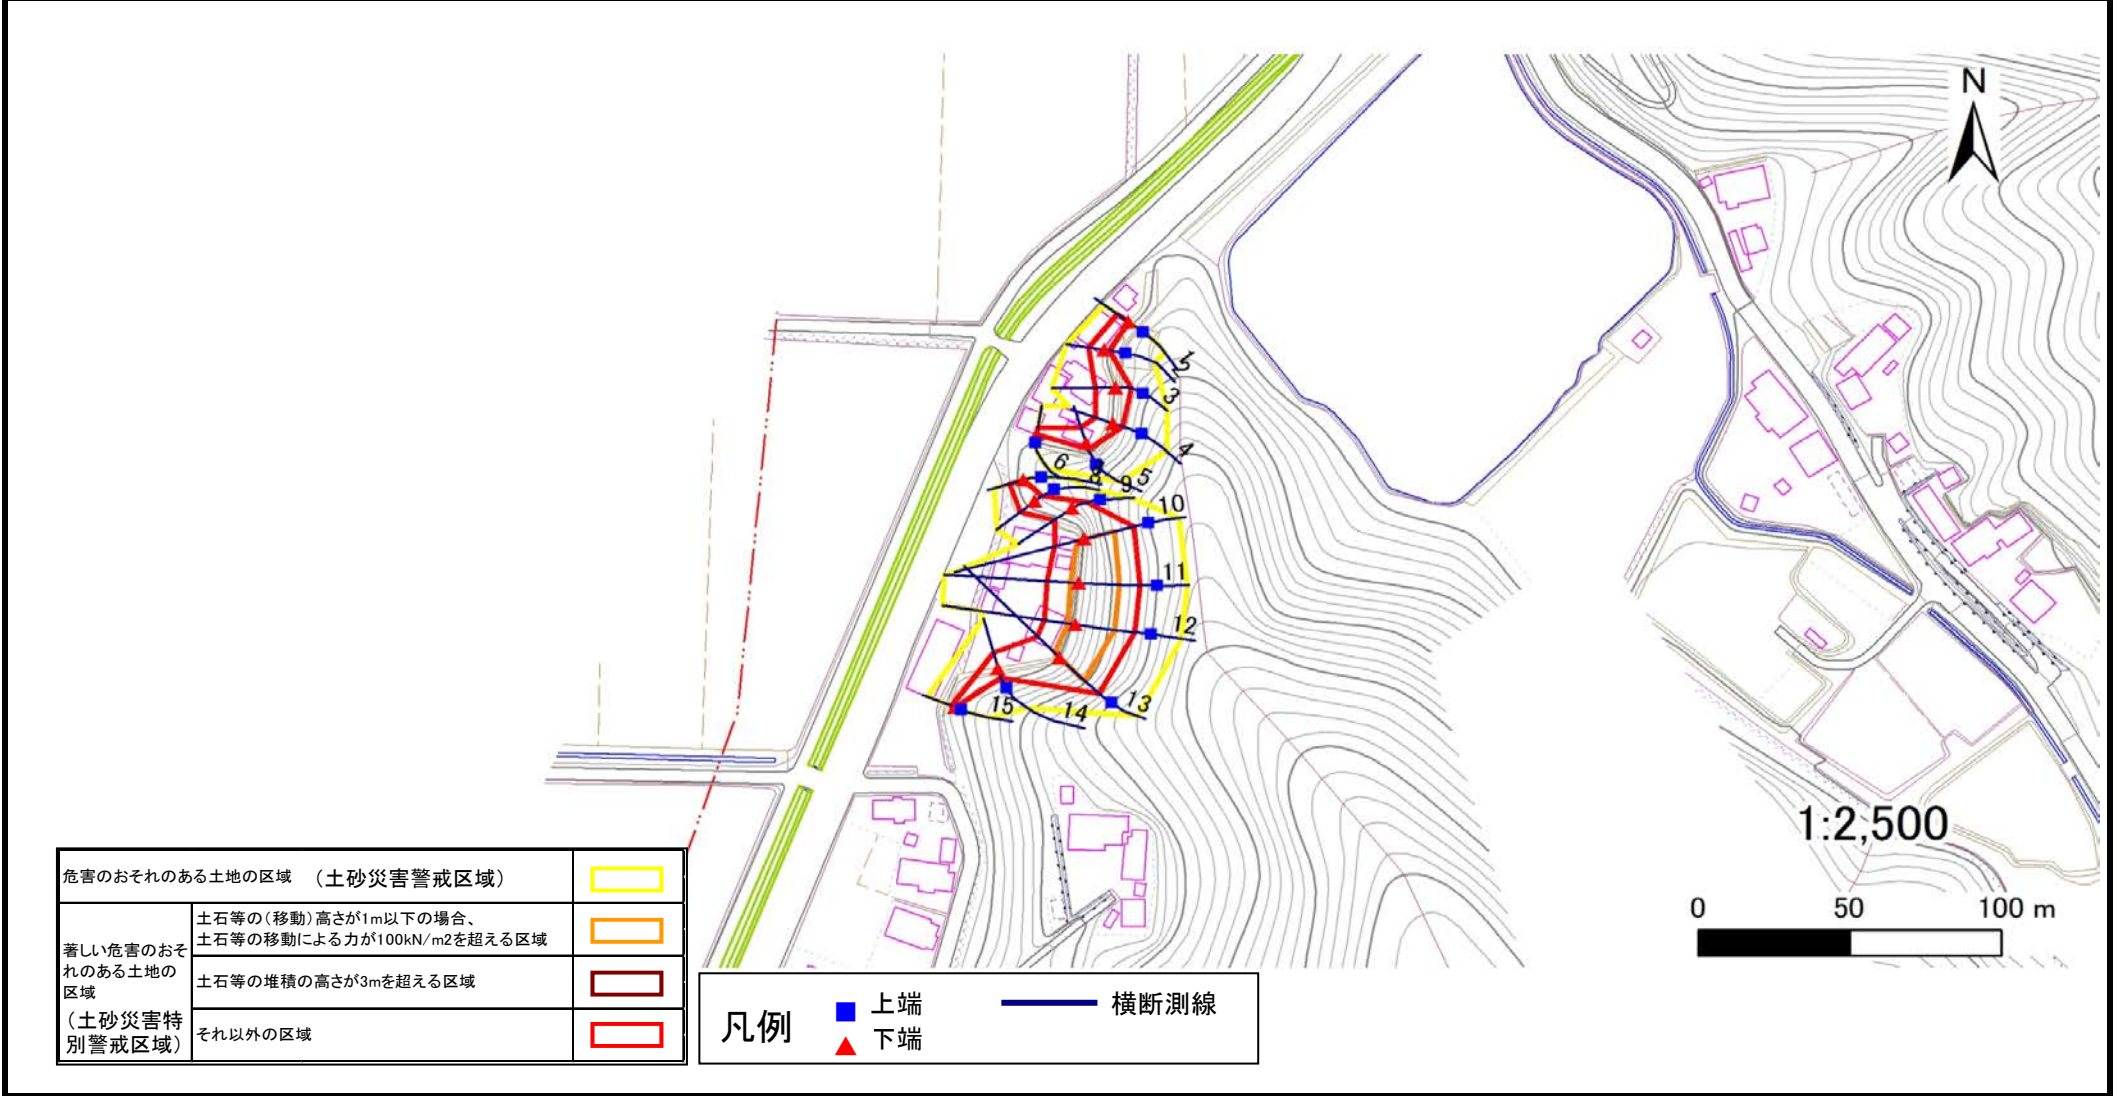 N
5
3
4
6
5
8
9
10
11
12
13
14
15
1:2,500
0 50 100 m
危害のおそれのある土地の区域 (土砂災害警戒区域)
著しい危害のおそ
れのある土地の
区域
(土砂災害特
別警戒区域)
土石等の(移動)高さが1m以下の場合、
土石等の移動による力が100kN/m2を超える区域
土石等の堆積の高さが3mを超える区域
それ以外の区域
凡例
上端
下端
横断測線